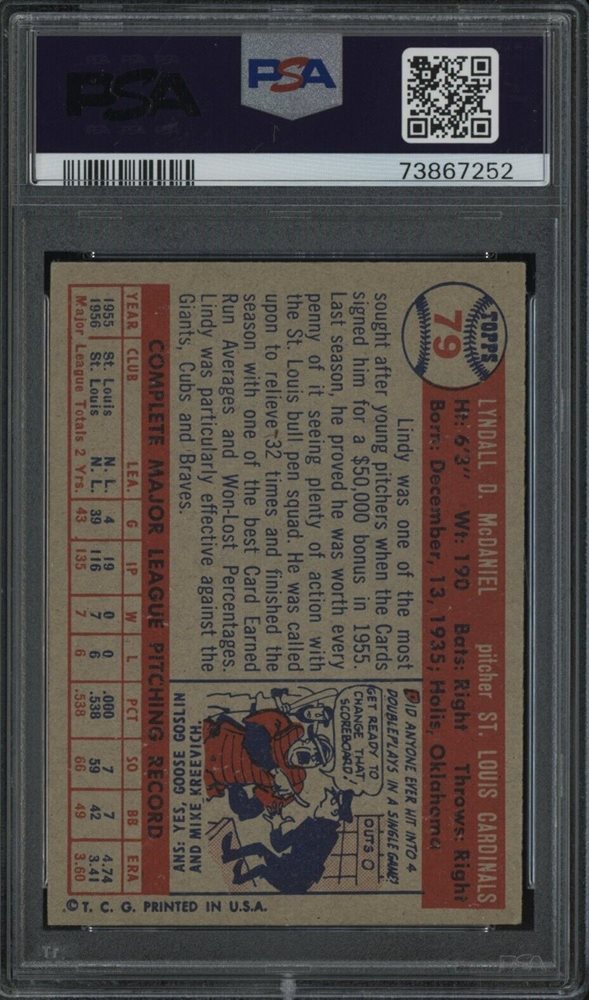 PSA
PSA
73867252
TOPPS
79
LYNDALL D. McDANIEL pitcher ST. LOUIS CARDINALS
Ht: 6'3" Wt: 190 Bats: Right Throws: Right
Born: December, 13, 1935; Holis, Oklahoma
Lindy was one of the most
sought after young pitchers when the Cards
signed him for a $50,000 bonus in 1955.
Last season, he proved he was worth every
penny of it seeing plenty of action with
the St. Louis bull pen squad. He was called
upon to relieve 32 times and finished the
season with one of the best Card Earned
Run Averages and Won-Lost Percentages.
Lindy was particularly effective against the
Giants, Cubs and Braves.
DID ANYONE EVER HIT INTO 4
DOUBLEPLAYS IN A SINGLE GAME?
GET READY TO
CHANGE THAT
SCOREBOARD!
OUTS 0
ANS: YES, GOOSE GOSLIN
AND MIKE KREEVICH.
COMPLETE MAJOR LEAGUE PITCHING RECORD
YEAR CLUB LEA. G IP W L PCT SO BB ERA
1955 St. Louis N. L. 4 19 0 0 .000 7 7 4.74
1956 St. Louis N. L. 39 116 7 6 .538 59 42 3.41
Major League Totals 2 Yrs. 43 135 7 6 .538 66 49 3.60
© T. C. G. PRINTED IN U.S.A.
PSA